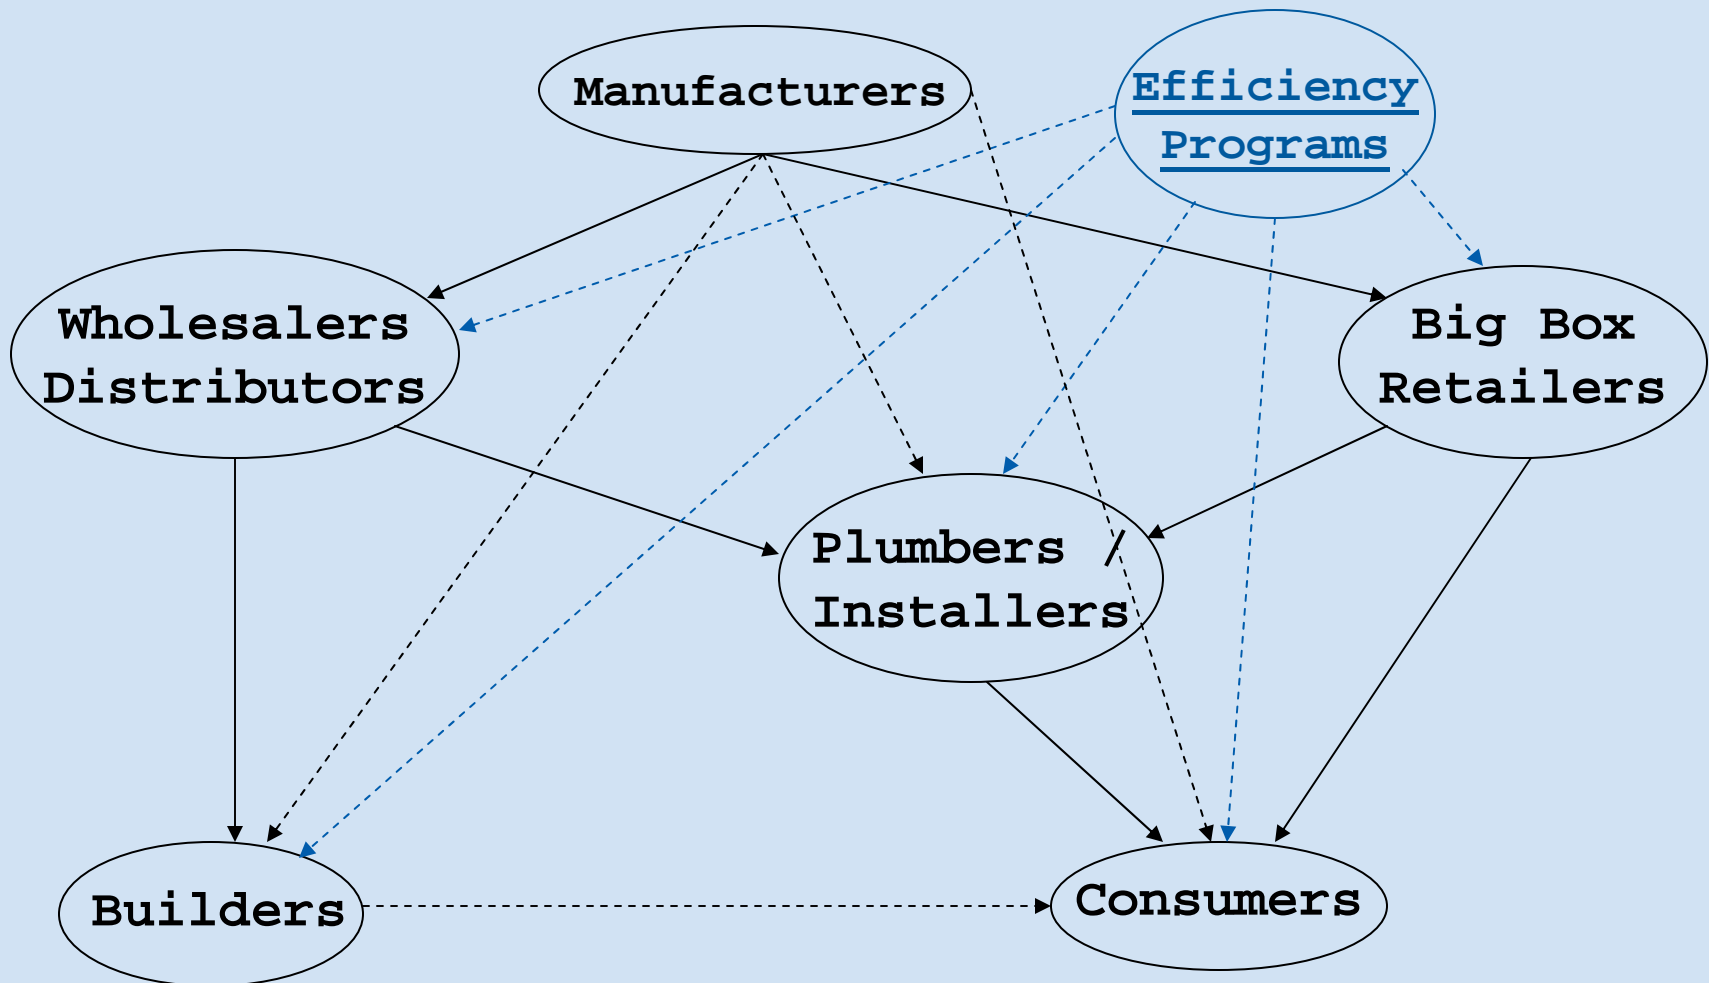 Manufacturers
Efficiency
Programs
Wholesalers
Distributors
Big Box
Retailers
Plumbers /
Installers
Builders
Consumers